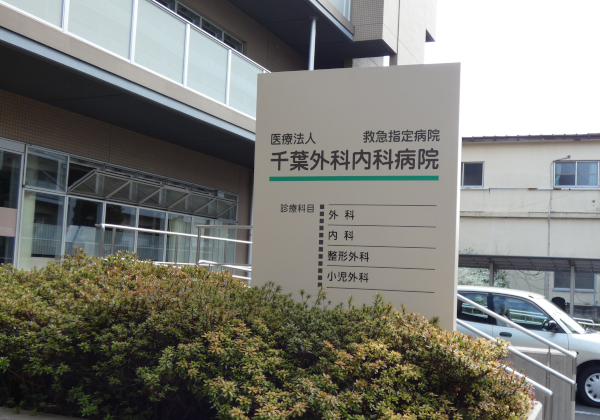 医療法人 救急指定病院
千葉外科内科病院
診療科目 外科
内科
整形外科
小児外科